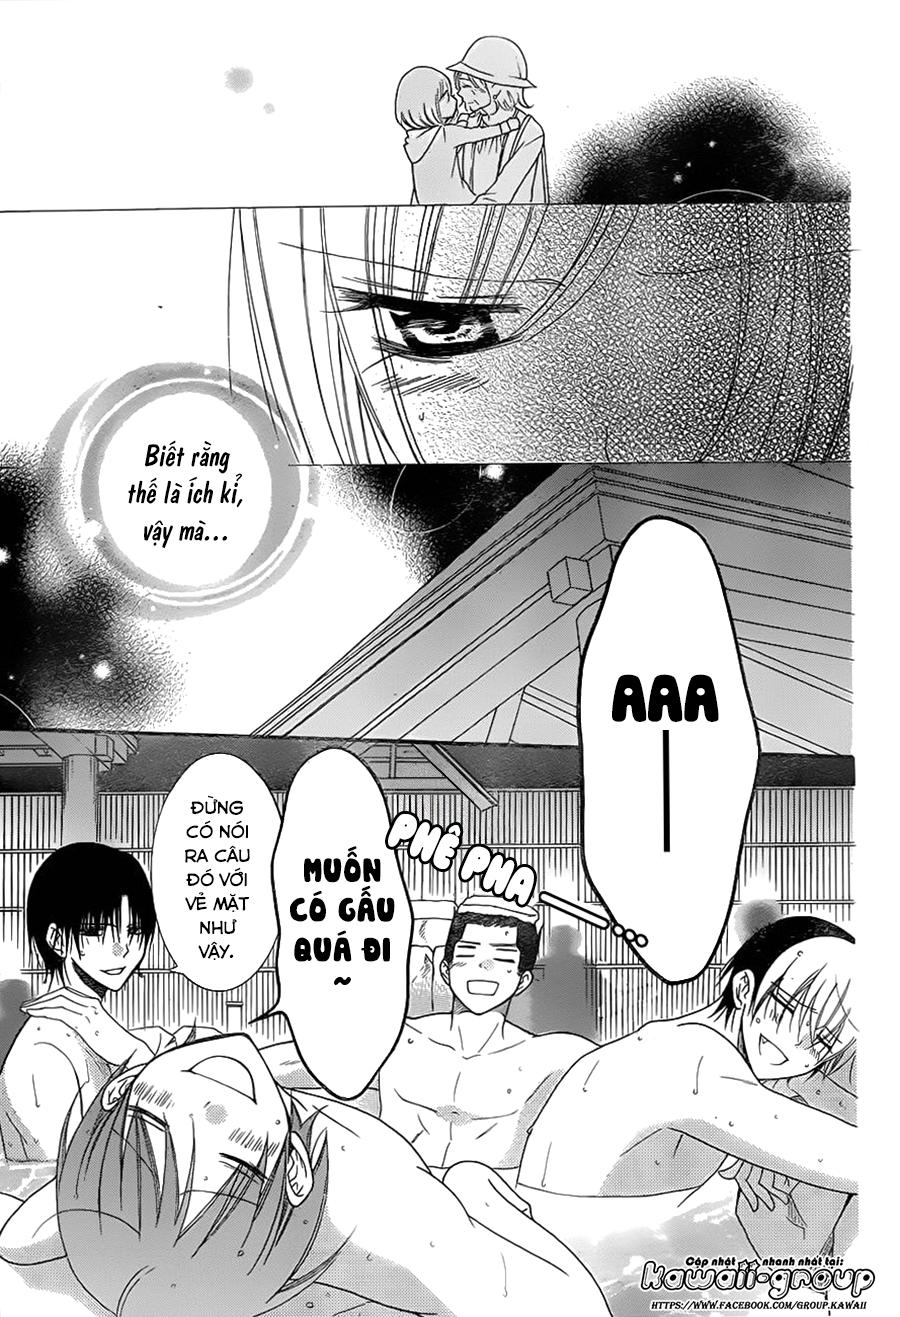 Biết rằng
thế là ích kỉ,
vậy mà...
AAA—
PHÊ PHA—...
MUỐN
CÓ GẤU
QUÁ ĐI
~
ĐỪNG
CÓ NÓI
RA CÂU
ĐÓ VỚI
VẺ MẶT
NHƯ
VẬY.
Cập nhật nhanh nhất tại:
Kawaii-group
HTTPS://WWW.FACEBOOK.COM/GROUP.KAWAII